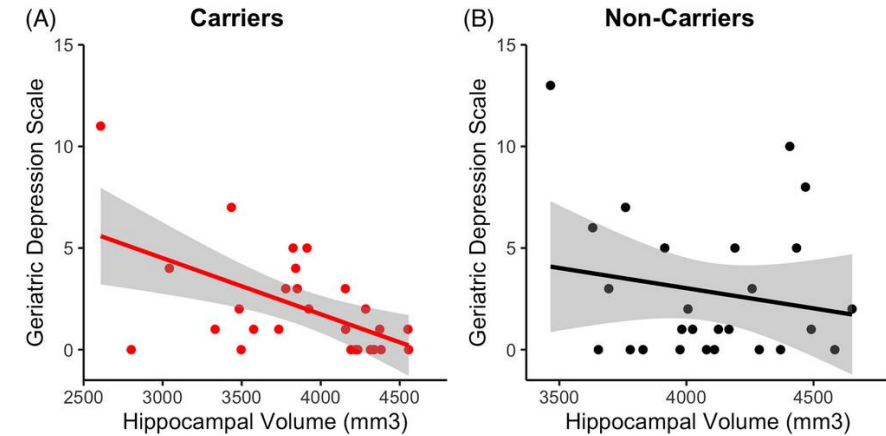 (A) Carriers
Geriatric Depression Scale
15
10
5
0
2500 3000 3500 4000 4500
Hippocampal Volume (mm3)
(B) Non-Carriers
Geriatric Depression Scale
15
10
5
0
3500 4000 4500
Hippocampal Volume (mm3)